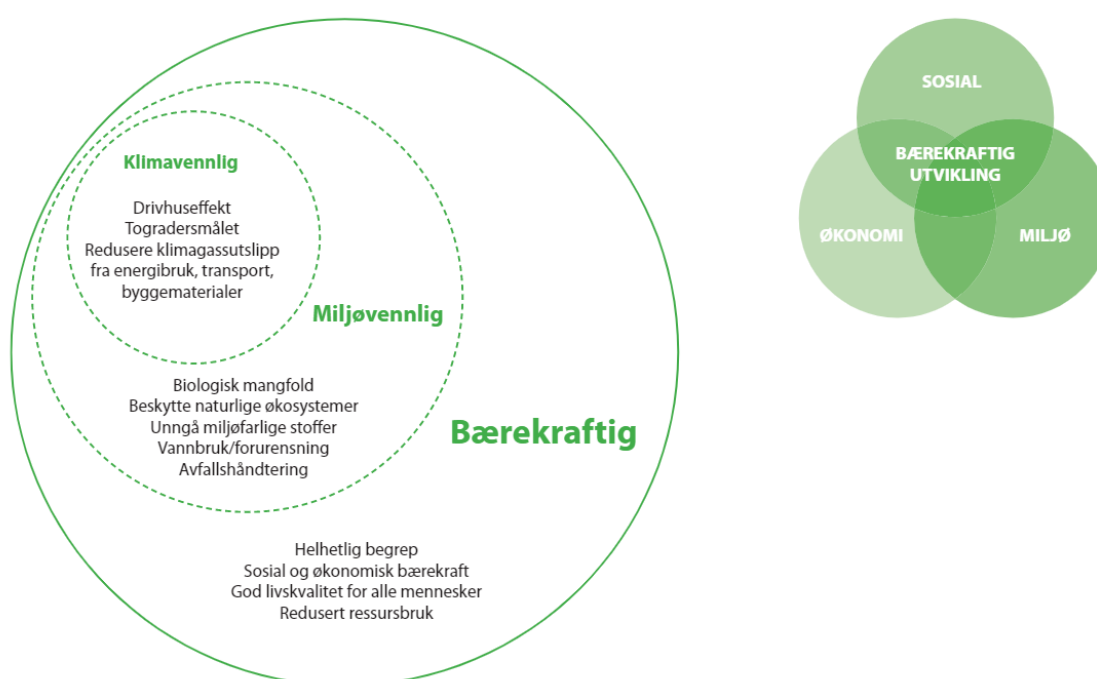 Klimavennlig
Drivhuseffekt
Togradersmålet
Redusere klimagassutslipp
fra energibruk, transport,
byggematerialer
Miljøvennlig
Biologisk mangfold
Beskytte naturlige økosystemer
Unngå miljøfarlige stoffer
Vannbruk/forurensning
Avfallshåndtering
Bærekraftig
Helhetlig begrep
Sosial og økonomisk bærekraft
God livskvalitet for alle mennesker
Redusert ressursbruk
SOSIAL
BÆREKRAFTIG
UTVIKLING
ØKONOMI
MILJØ